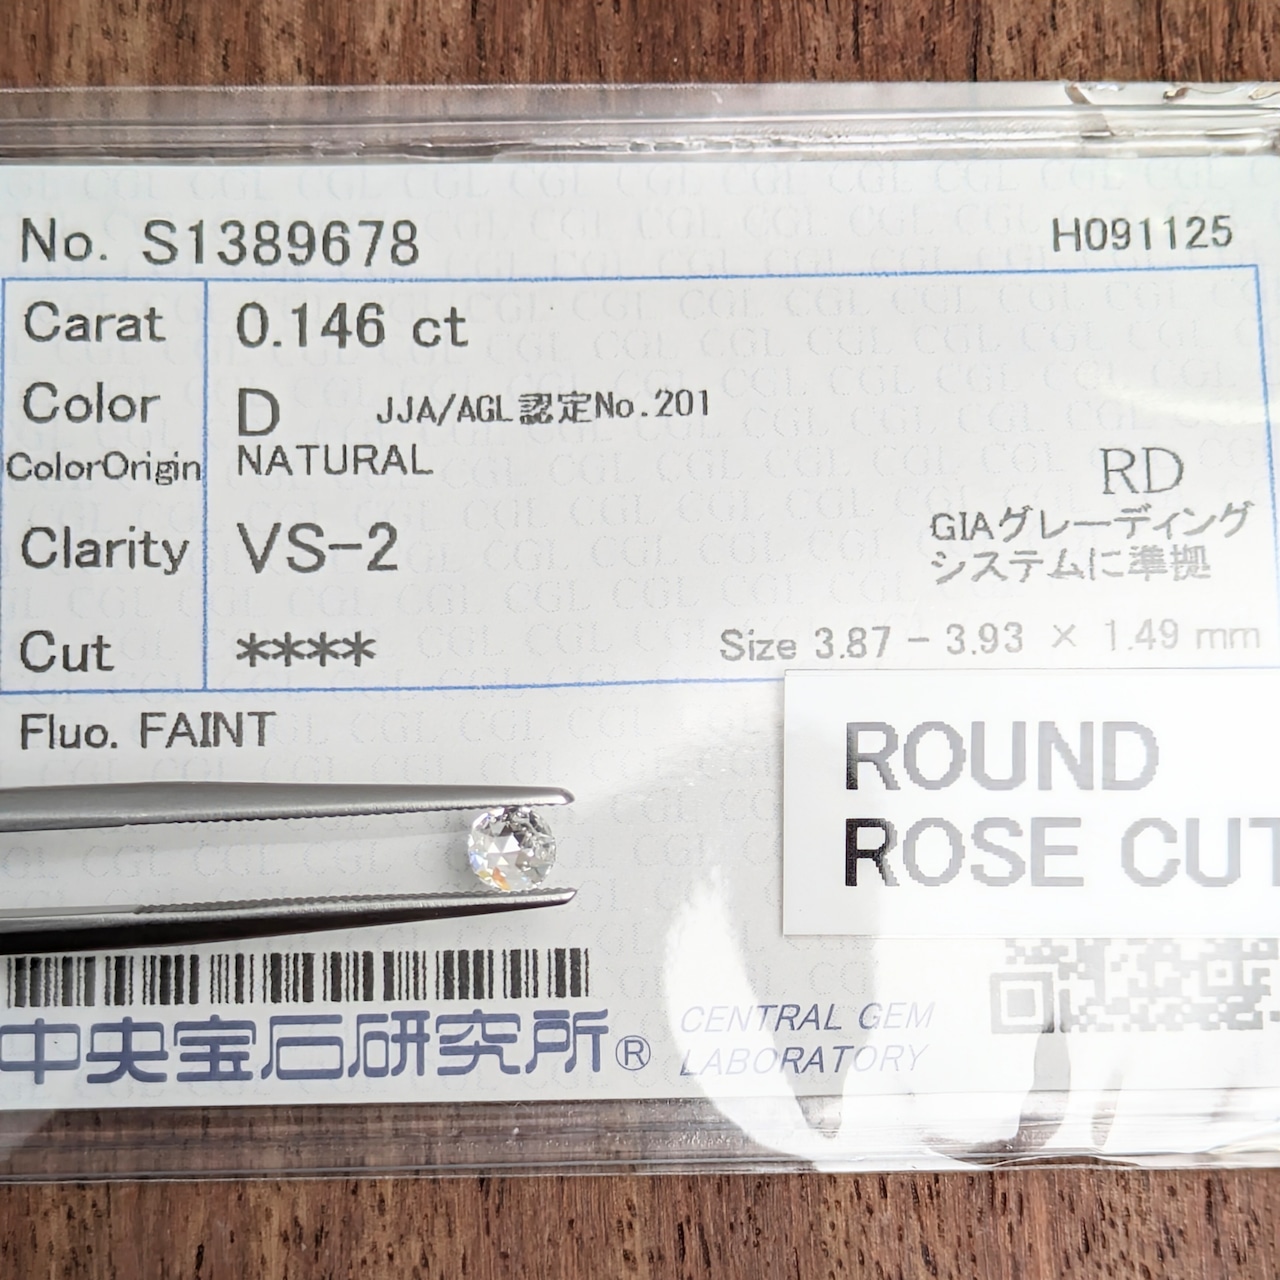 No. S1389678
H091125
Carat 0.146 ct
Color D JJA/AGL認定No.201
ColorOrigin NATURAL
RD
Clarity VS-2
GIAグレーディング
システムに準拠
Cut ****
Size 3.87 - 3.93 × 1.49 mm
Fluo. FAINT
ROUND
ROSE CUT
中央宝石研究所®
CENTRAL GEM
LABORATORY